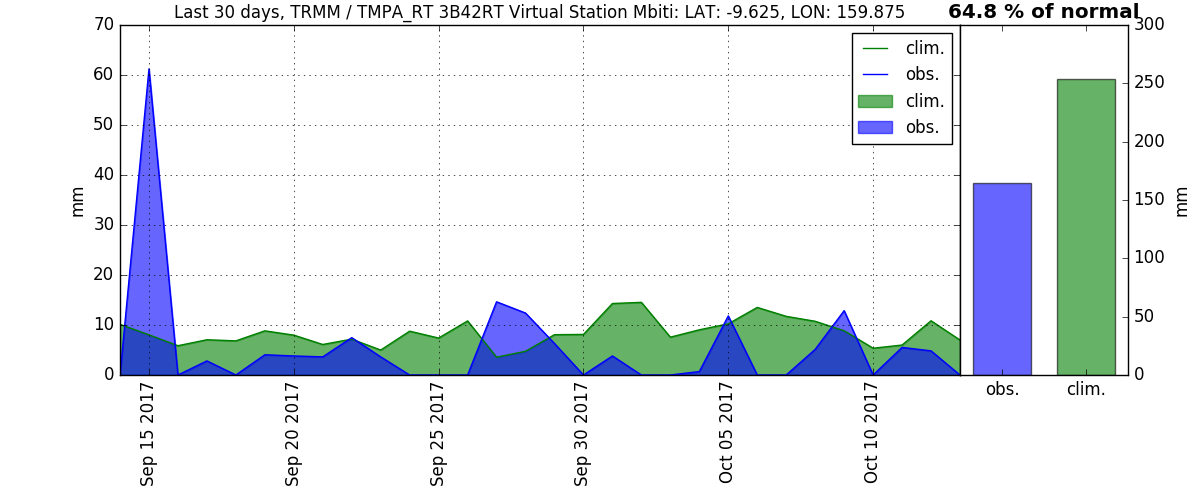 Last 30 days, TRMM / TMPA_RT 3B42RT Virtual Station Mbiti: LAT: -9.625, LON: 159.875
64.8 % of normal
70
60
50
40
30
20
10
0
mm
clim.
obs.
clim.
obs.
Sep 15 2017
Sep 20 2017
Sep 25 2017
Sep 30 2017
Oct 05 2017
Oct 10 2017
300
250
200
150
100
50
0
mm
obs.
clim.